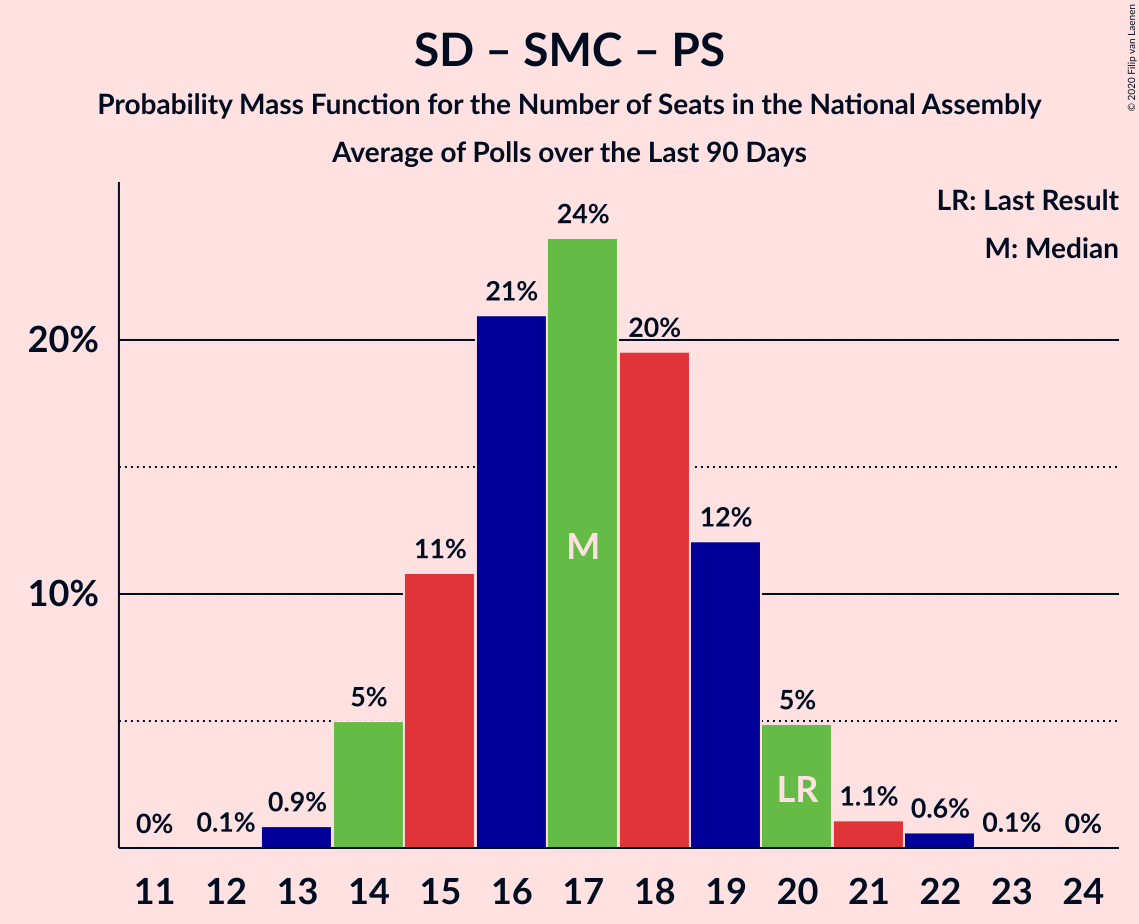 SD – SMC – PS
Probability Mass Function for the Number of Seats in the National Assembly
Average of Polls over the Last 90 Days
© 2020 Filip van Laenen
LR: Last Result
M: Median
24%
21%
20%
20%
12%
M
11%
10%
5%
5%
LR
0%
0.1%
0.9%
1.1%
0.6%
0.1%
0%
11 12 13 14 15 16 17 18 19 20 21 22 23 24